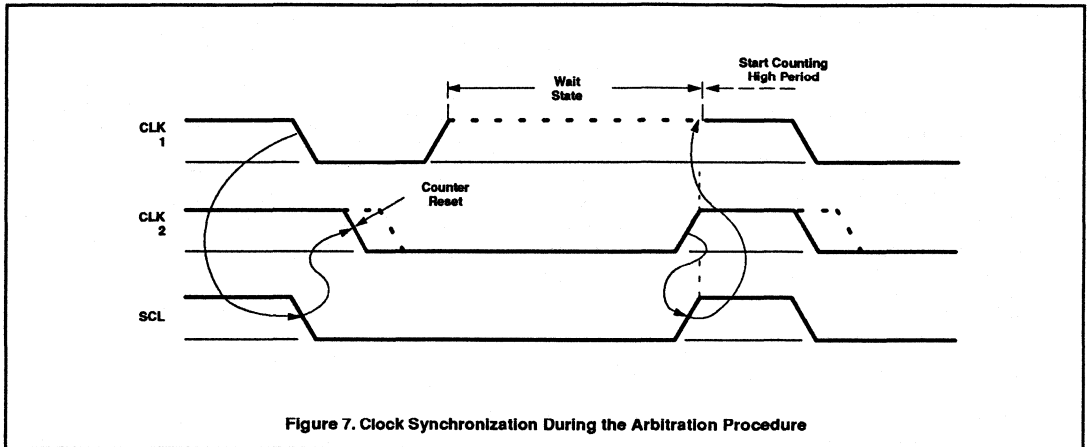 Start Counting
High Period
Wait
State
CLK
1
Counter
Reset
CLK
2
SCL
Figure 7. Clock Synchronization During the Arbitration Procedure